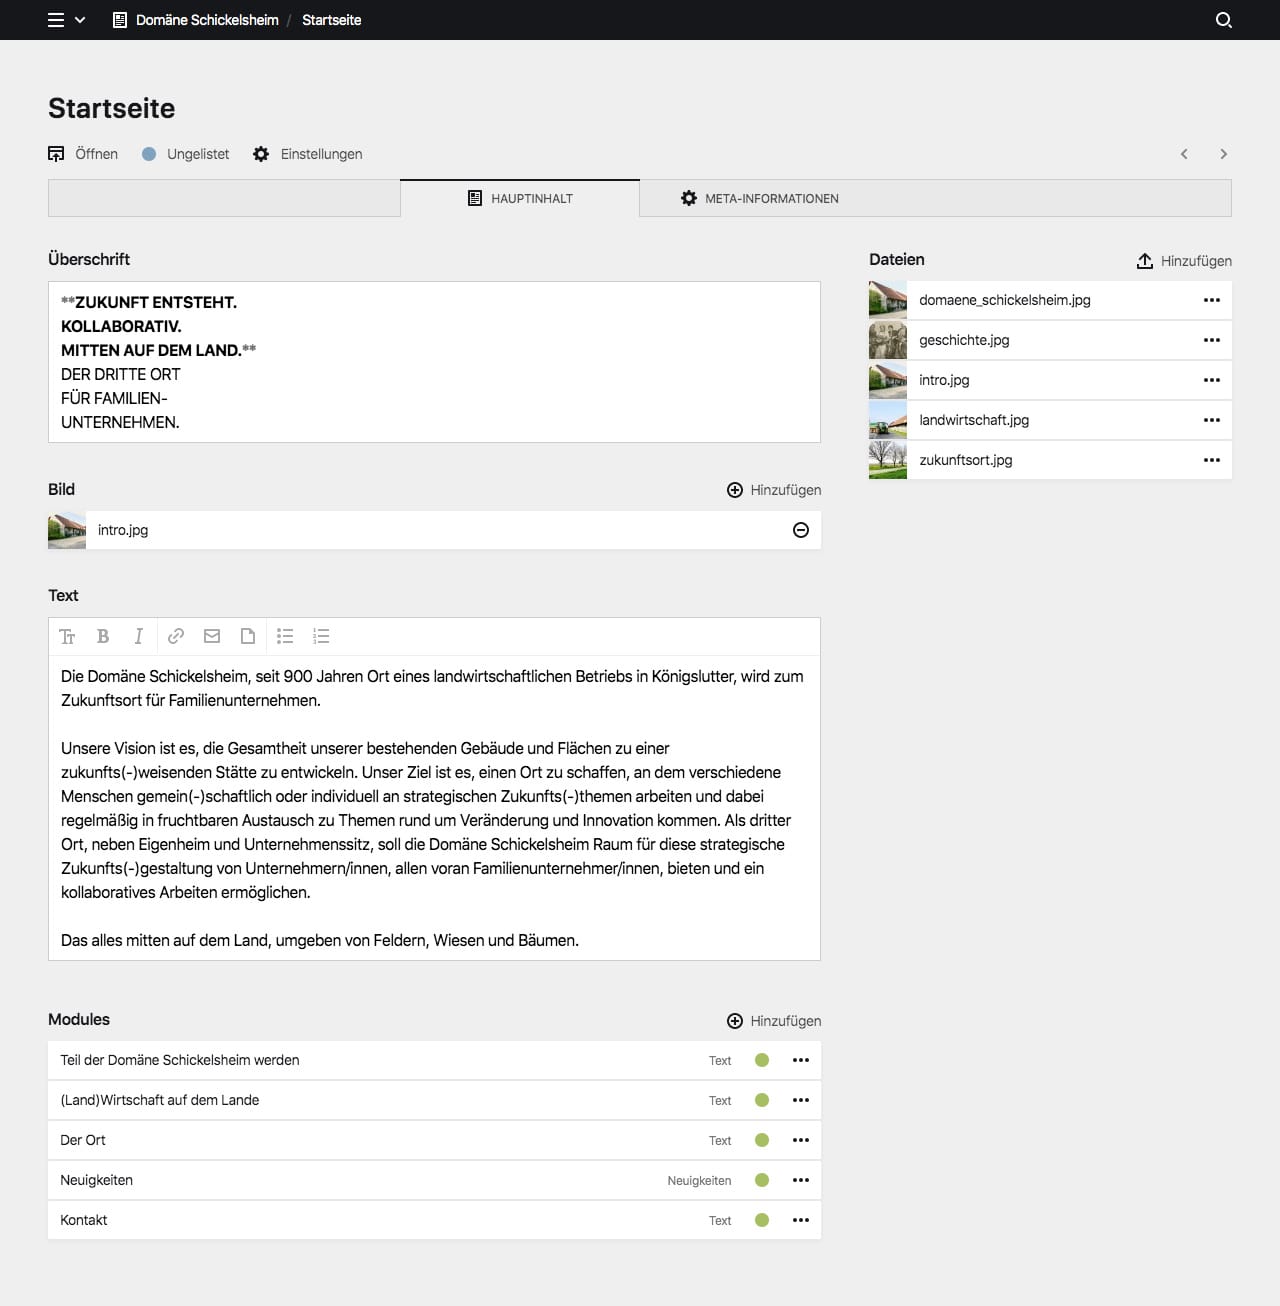 Domäne Schickelsheim / Startseite
Startseite
Öffnen Ungelistet Einstellungen
HAUPTINHALT META-INFORMATIONEN
Überschrift
**ZUKUNFT ENTSTEHT.
KOLLABORATIV.
MITTEN AUF DEM LAND.**
DER DRITTE ORT
FÜR FAMILIEN-
UNTERNEHMEN.
Bild Hinzufügen
intro.jpg
Text
Die Domäne Schickelsheim, seit 900 Jahren Ort eines landwirtschaftlichen Betriebs in Königslutter, wird zum
Zukunftsort für Familienunternehmen.
Unsere Vision ist es, die Gesamtheit unserer bestehenden Gebäude und Flächen zu einer
zukunfts(-)weisenden Stätte zu entwickeln. Unser Ziel ist es, einen Ort zu schaffen, an dem verschiedene
Menschen gemein(-)schaftlich oder individuell an strategischen Zukunfts(-)themen arbeiten und dabei
regelmäßig in fruchtbaren Austausch zu Themen rund um Veränderung und Innovation kommen. Als dritter
Ort, neben Eigenheim und Unternehmenssitz, soll die Domäne Schickelsheim Raum für diese strategische
Zukunfts(-)gestaltung von Unternehmern/innen, allen voran Familienunternehmer/innen, bieten und ein
kollaboratives Arbeiten ermöglichen.
Das alles mitten auf dem Land, umgeben von Feldern, Wiesen und Bäumen.
Modules Hinzufügen
Teil der Domäne Schickelsheim werden Text
(Land)Wirtschaft auf dem Lande Text
Der Ort Text
Neuigkeiten Neuigkeiten
Kontakt Text
Dateien Hinzufügen
domaene_schickelsheim.jpg
geschichte.jpg
intro.jpg
landwirtschaft.jpg
zukunftsort.jpg